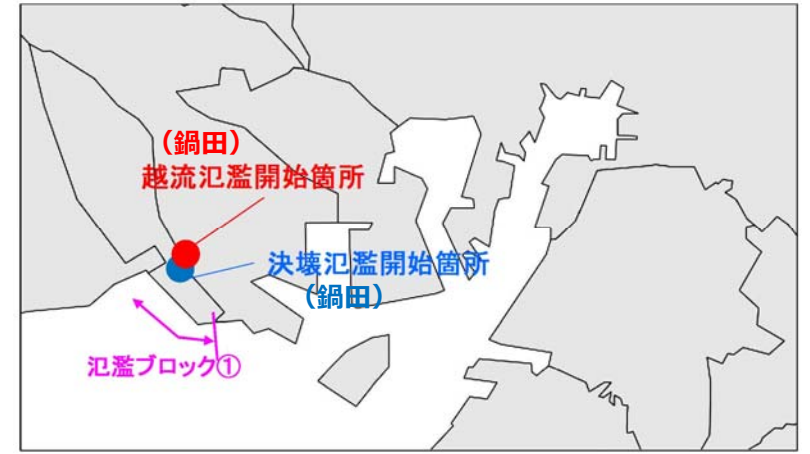 （鍋田）
越流氾濫開始箇所
決壊氾濫開始箇所
（鍋田）
氾濫ブロック①